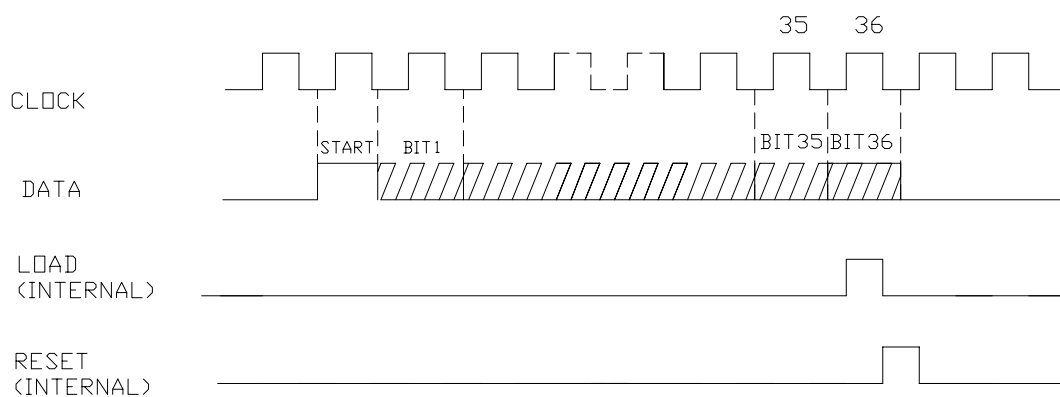 35 36
CLOCK
START BIT1 BIT35 BIT36
DATA
LOAD
(INTERNAL)
RESET
(INTERNAL)